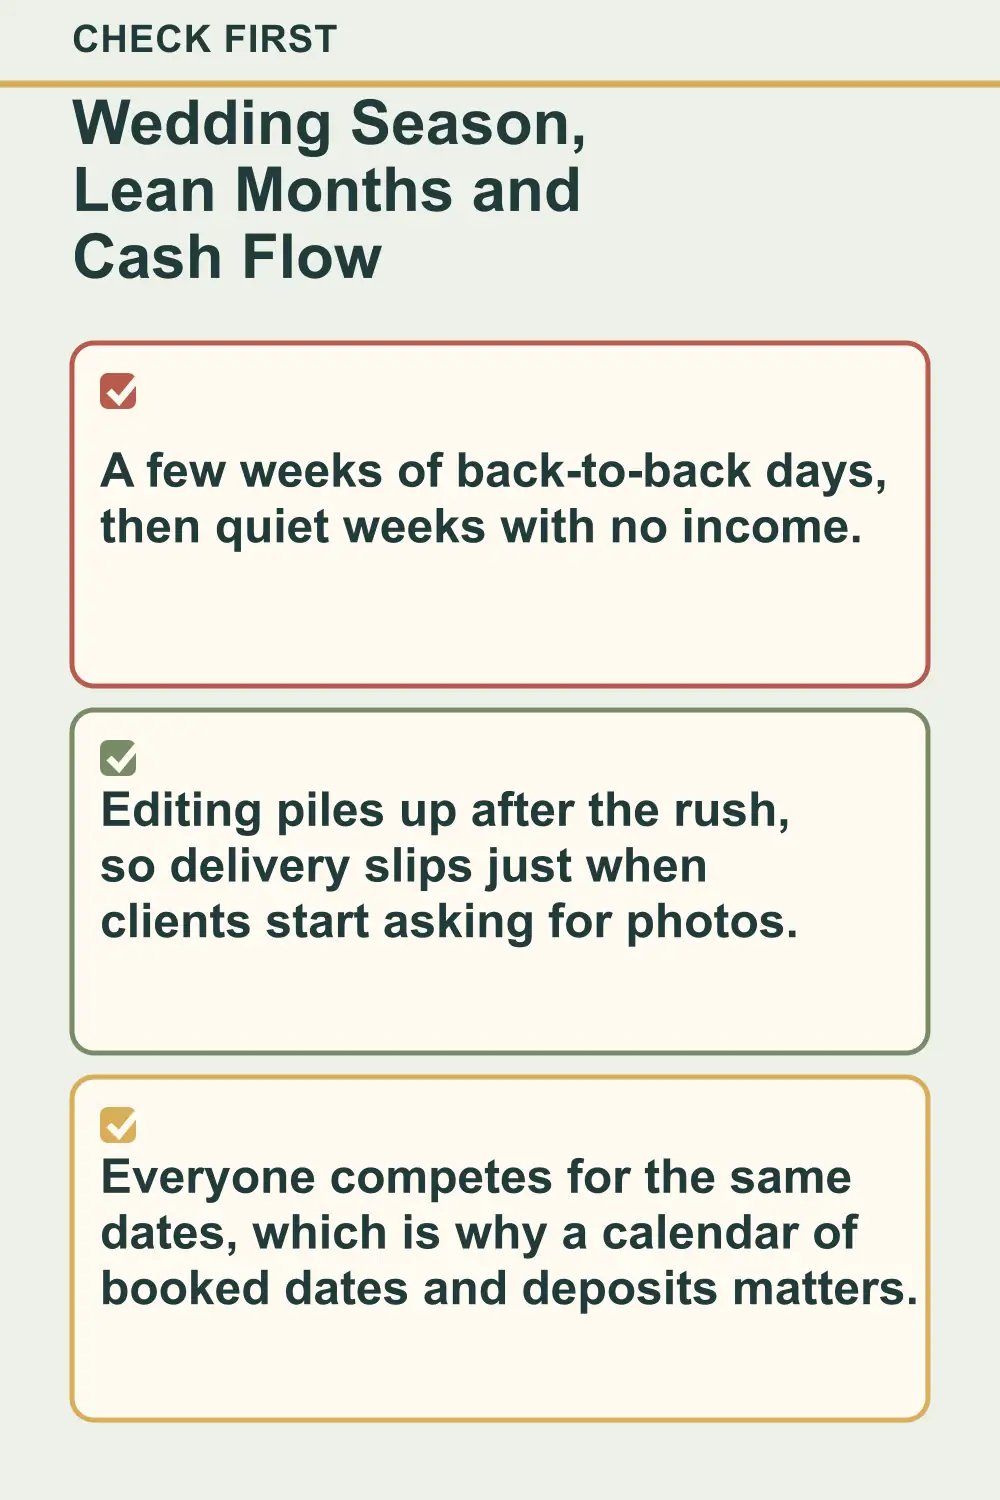 CHECK FIRST
Wedding Season,
Lean Months and
Cash Flow
A few weeks of back-to-back days,
then quiet weeks with no income.
Editing piles up after the rush,
so delivery slips just when
clients start asking for photos.
Everyone competes for the same
dates, which is why a calendar of
booked dates and deposits matters.